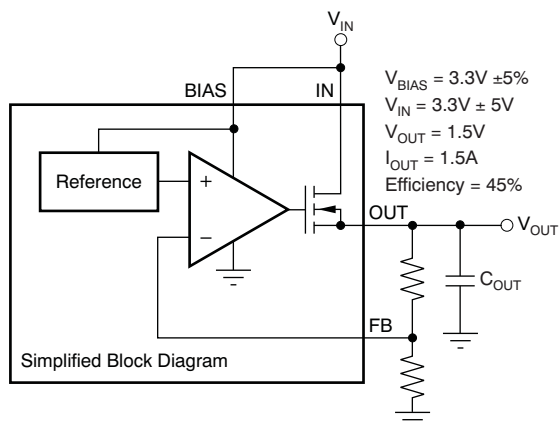 V_IN
BIAS
IN
V_BIAS = 3.3V ±5%
V_IN = 3.3V ± 5V
V_OUT = 1.5V
I_OUT = 1.5A
Efficiency = 45%
Reference
+
−
OUT
V_OUT
C_OUT
FB
Simplified Block Diagram